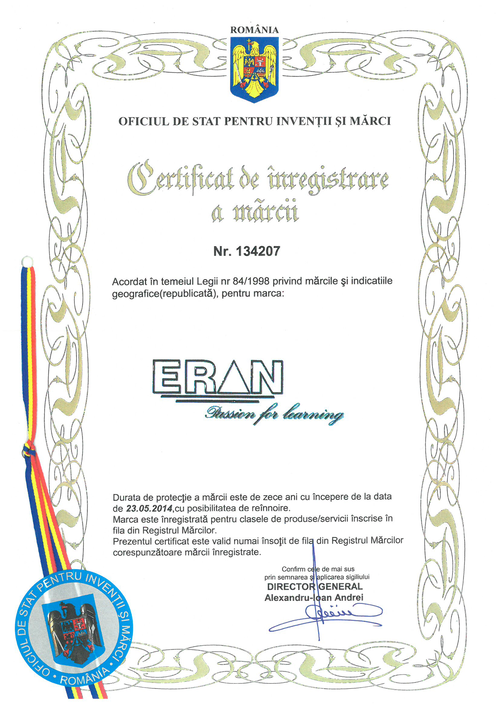 ROMÂNIA
OFICIUL DE STAT PENTRU INVENȚII ȘI MĂRCI
Certificat de înregistrare
a mărcii
Nr. 134207
Acordat în temeiul Legii nr 84/1998 privind mărcile şi indicatiile
geografice(republicată), pentru marca:
ERAN
Passion for learning
Durata de protecţie a mărcii este de zece ani cu începere de la data
de 23.05.2014,cu posibilitatea de reînnoire.
Marca este înregistrată pentru clasele de produse/servicii înscrise în
fila din Registrul Mărcilor.
Prezentul certificat este valid numai însoţit de fila din Registrul Mărcilor
corespunzătoare mărcii înregistrate.
Confirm cele de mai sus
prin semnarea şi aplicarea sigiliului
DIRECTOR GENERAL
Alexandru-Ioan Andrei
OFICIUL DE STAT PENTRU INVENȚII ȘI MĂRCI
• ROMÂNIA •